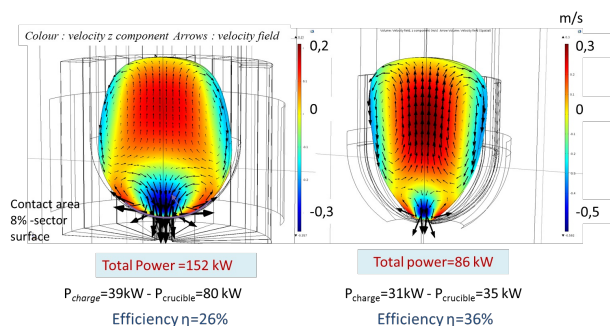 Colour : velocity z component Arrows : velocity field
m/s
0,2
0
-0,3
0,3
0
-0,5
Contact area
8% -sector
surface
Total Power =152 kW
Total power=86 kW
Pcharge=39kW - Pcrucible=80 kW
Pcharge=31kW - Pcrucible=35 kW
Efficiency η=26%
Efficiency η=36%